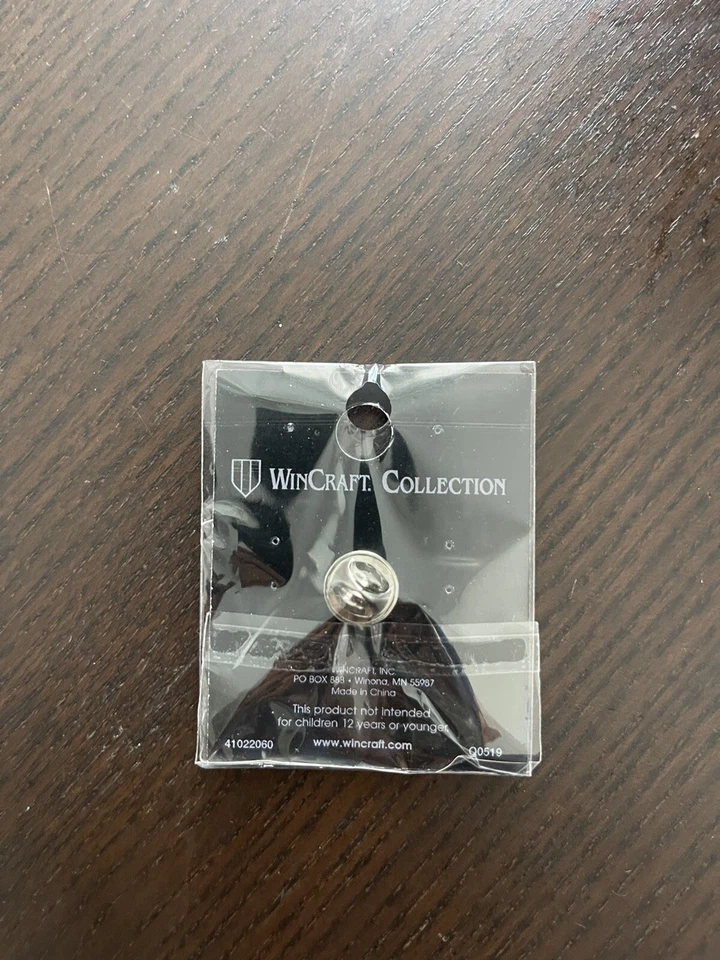 WINCRAFT. COLLECTION
WINCRAFT, INC.
PO BOX 888 • Winona, MN 55987
Made in China
This product not intended
for children 12 years or younger
41022060 www.wincraft.com Q0519